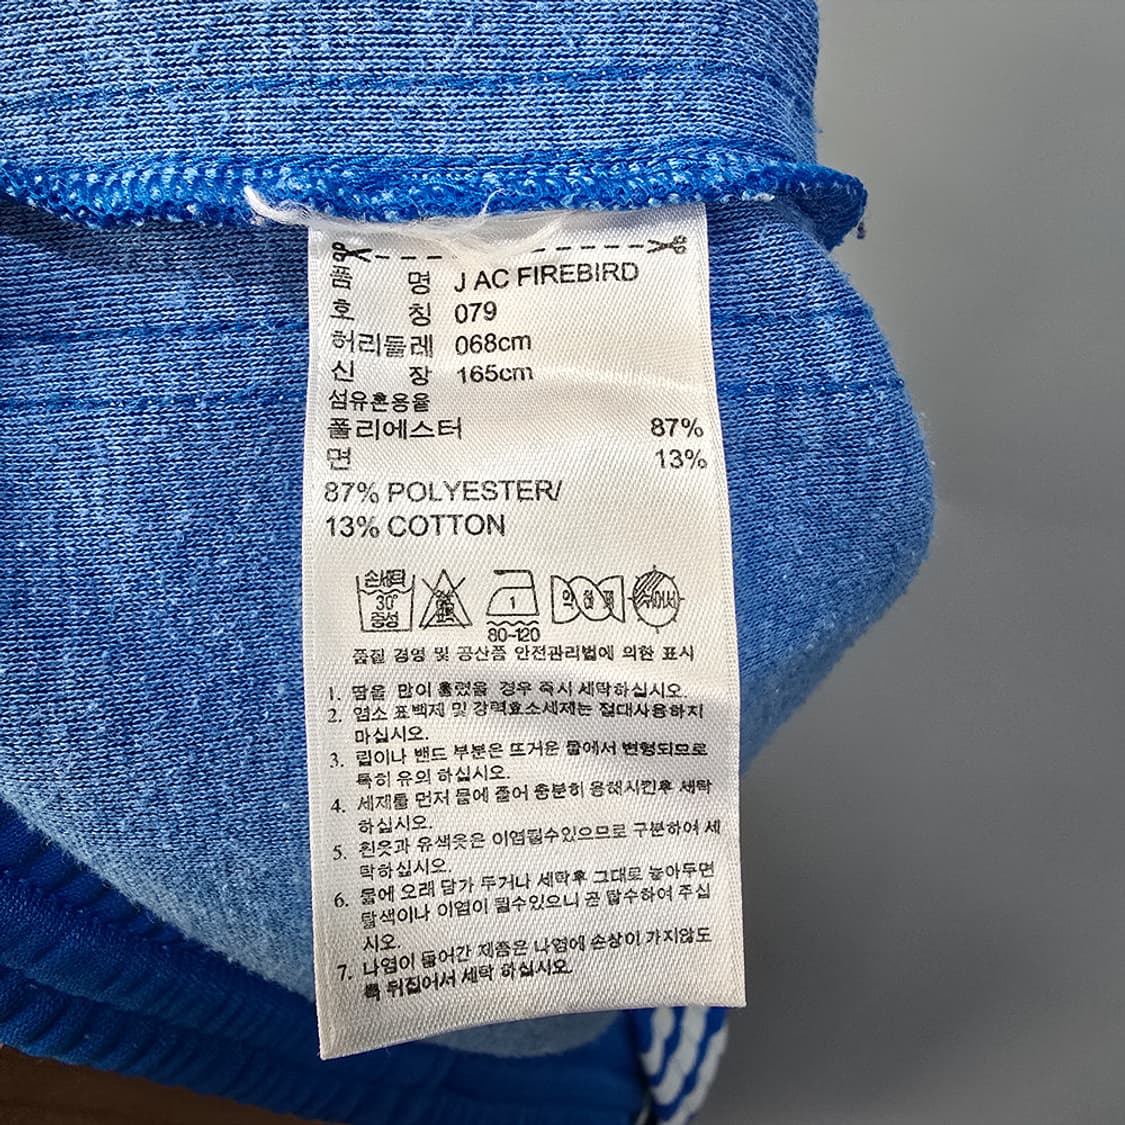 품 명 J AC FIREBIRD
호 칭 079
허리둘레 068cm
신 장 165cm
섬유혼용율
폴리에스터 87%
면 13%
87% POLYESTER/
13% COTTON
손세탁
30°
중성
1
80-120
약하게
뉘어서
품질 경영 및 공산품 안전관리법에 의한 표시
1. 땀을 많이 흘렸을 경우 즉시 세탁하십시오.
2. 염소 표백제 및 강력효소세제는 절대사용하지
마십시오.
3. 립이나 밴드 부분은 뜨거운 물에서 변형되므로
특히 유의 하십시오.
4. 세제를 먼저 물에 풀어 충분히 용해시킨후 세탁
하십시오.
5. 흰옷과 유색옷은 이염될수있으므로 구분하여 세
탁하십시오.
6. 물에 오래 담가 두거나 세탁후 그대로 놓아두면
탈색이나 이염이 될수있으니 곧 탈수하여 주십
시오.
7. 나염이 들어간 제품은 나염에 손상이 가지않도
록 뒤집어서 세탁 하십시오.